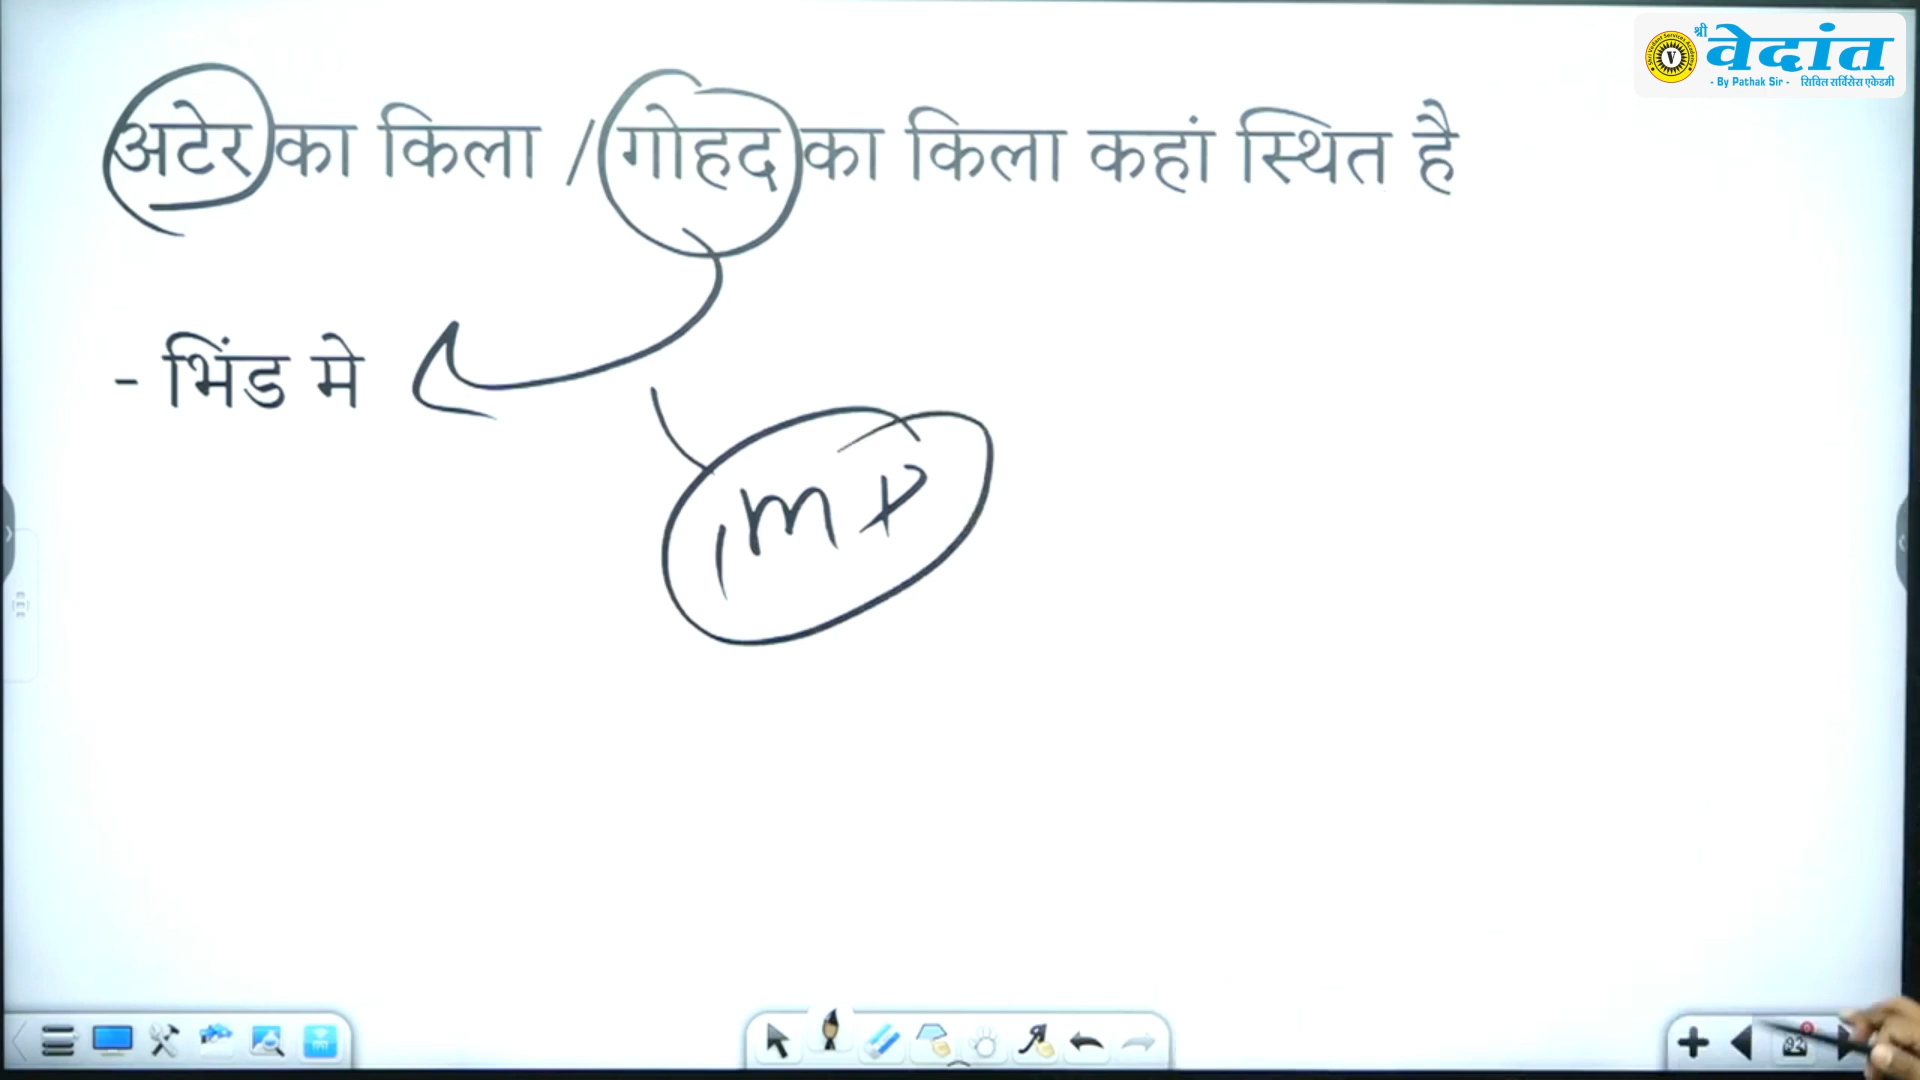 श्री वेदांत
- By Pathak Sir - सिविल सर्विसेस एकेडमी
अटेर का किला / गोहद का किला कहां स्थित है
- भिंड मे
IMP